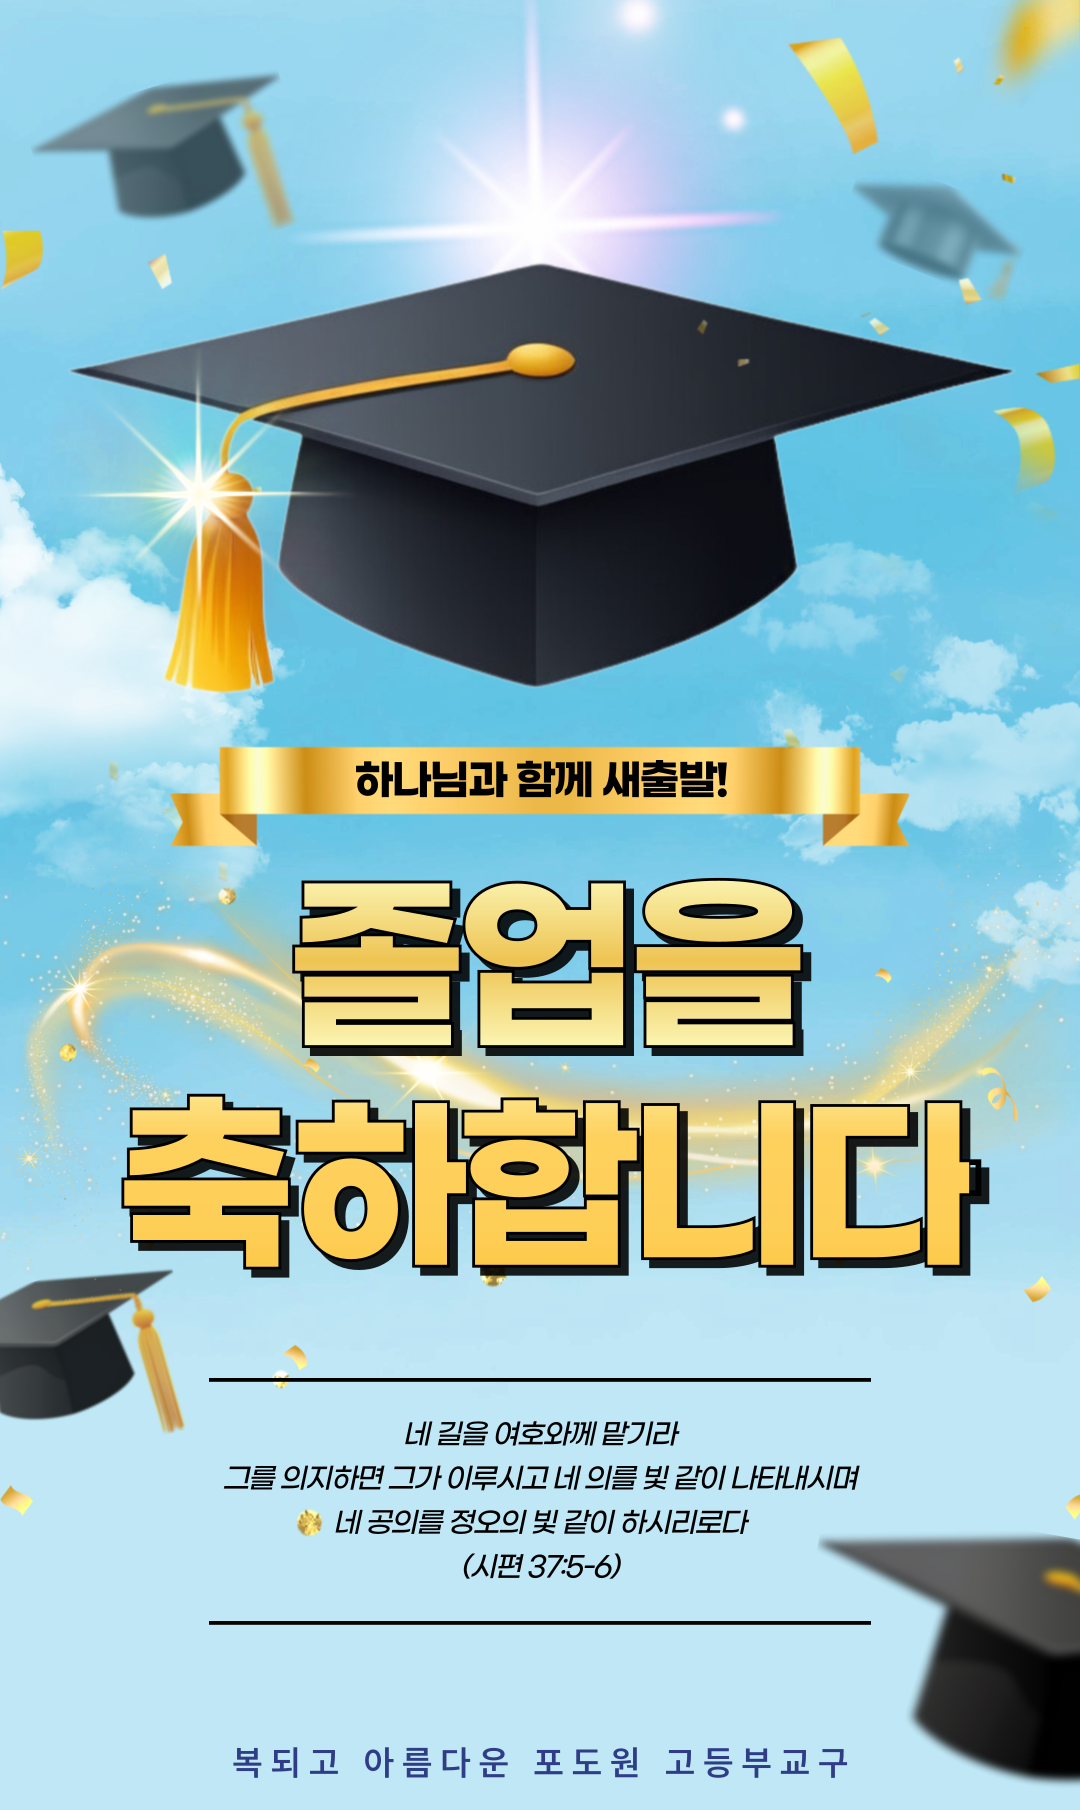 하나님과 함께 새출발!
졸업을
축하합니다
네 길을 여호와께 맡기라
그를 의지하면 그가 이루시고 네 의를 빛 같이 나타내시며
네 공의를 정오의 빛 같이 하시리로다
(시편 37:5-6)
복되고 아름다운 포도원 고등부교구